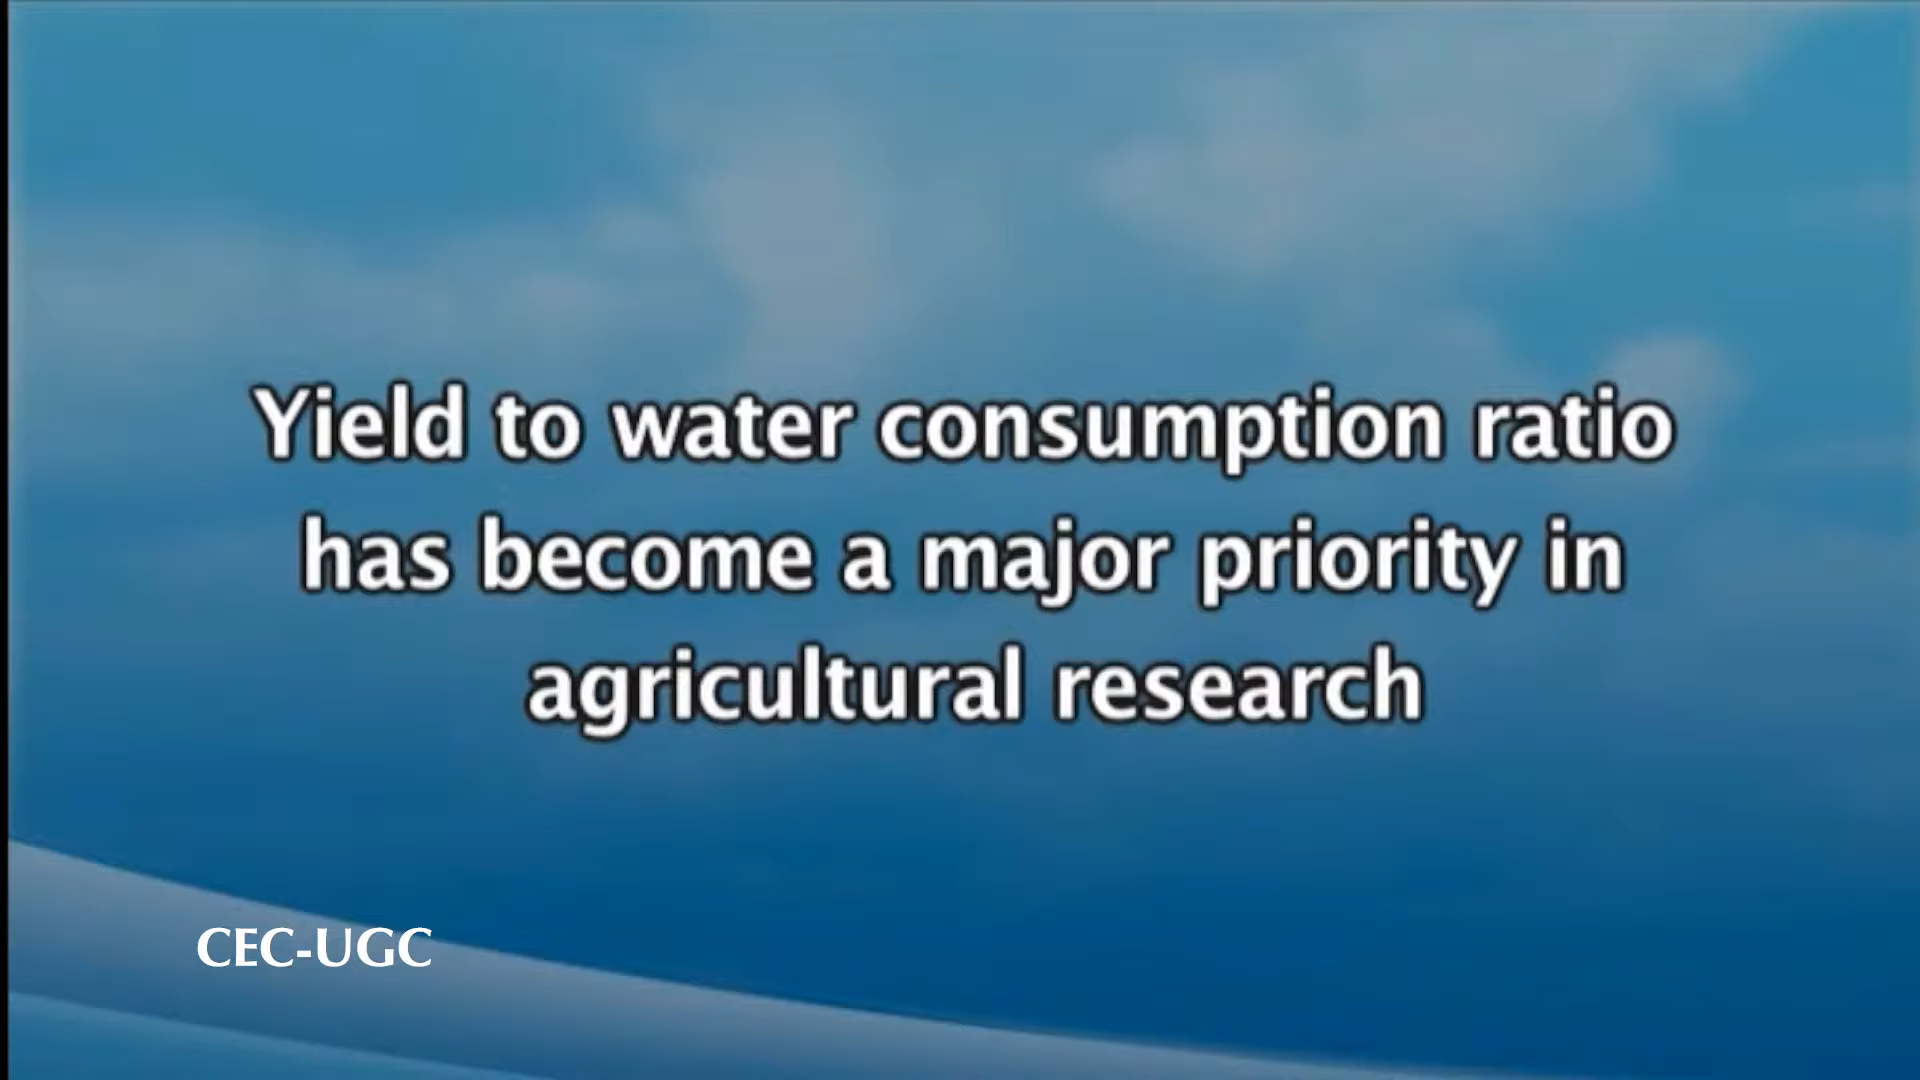 Yield to water consumption ratio
has become a major priority in
agricultural research
CEC-UGC